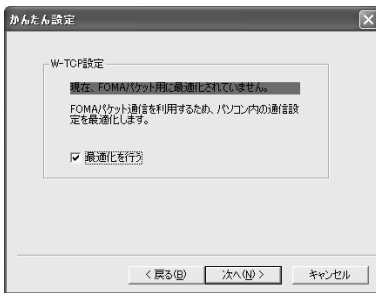 かんたん設定
W-TCP設定
現在、FOMAパケット用に最適化されていません。
FOMAパケット通信を利用するため、パソコン内の通信設
定を最適化します。
最適化を行う
< 戻る(B)
次へ(N) >
キャンセル